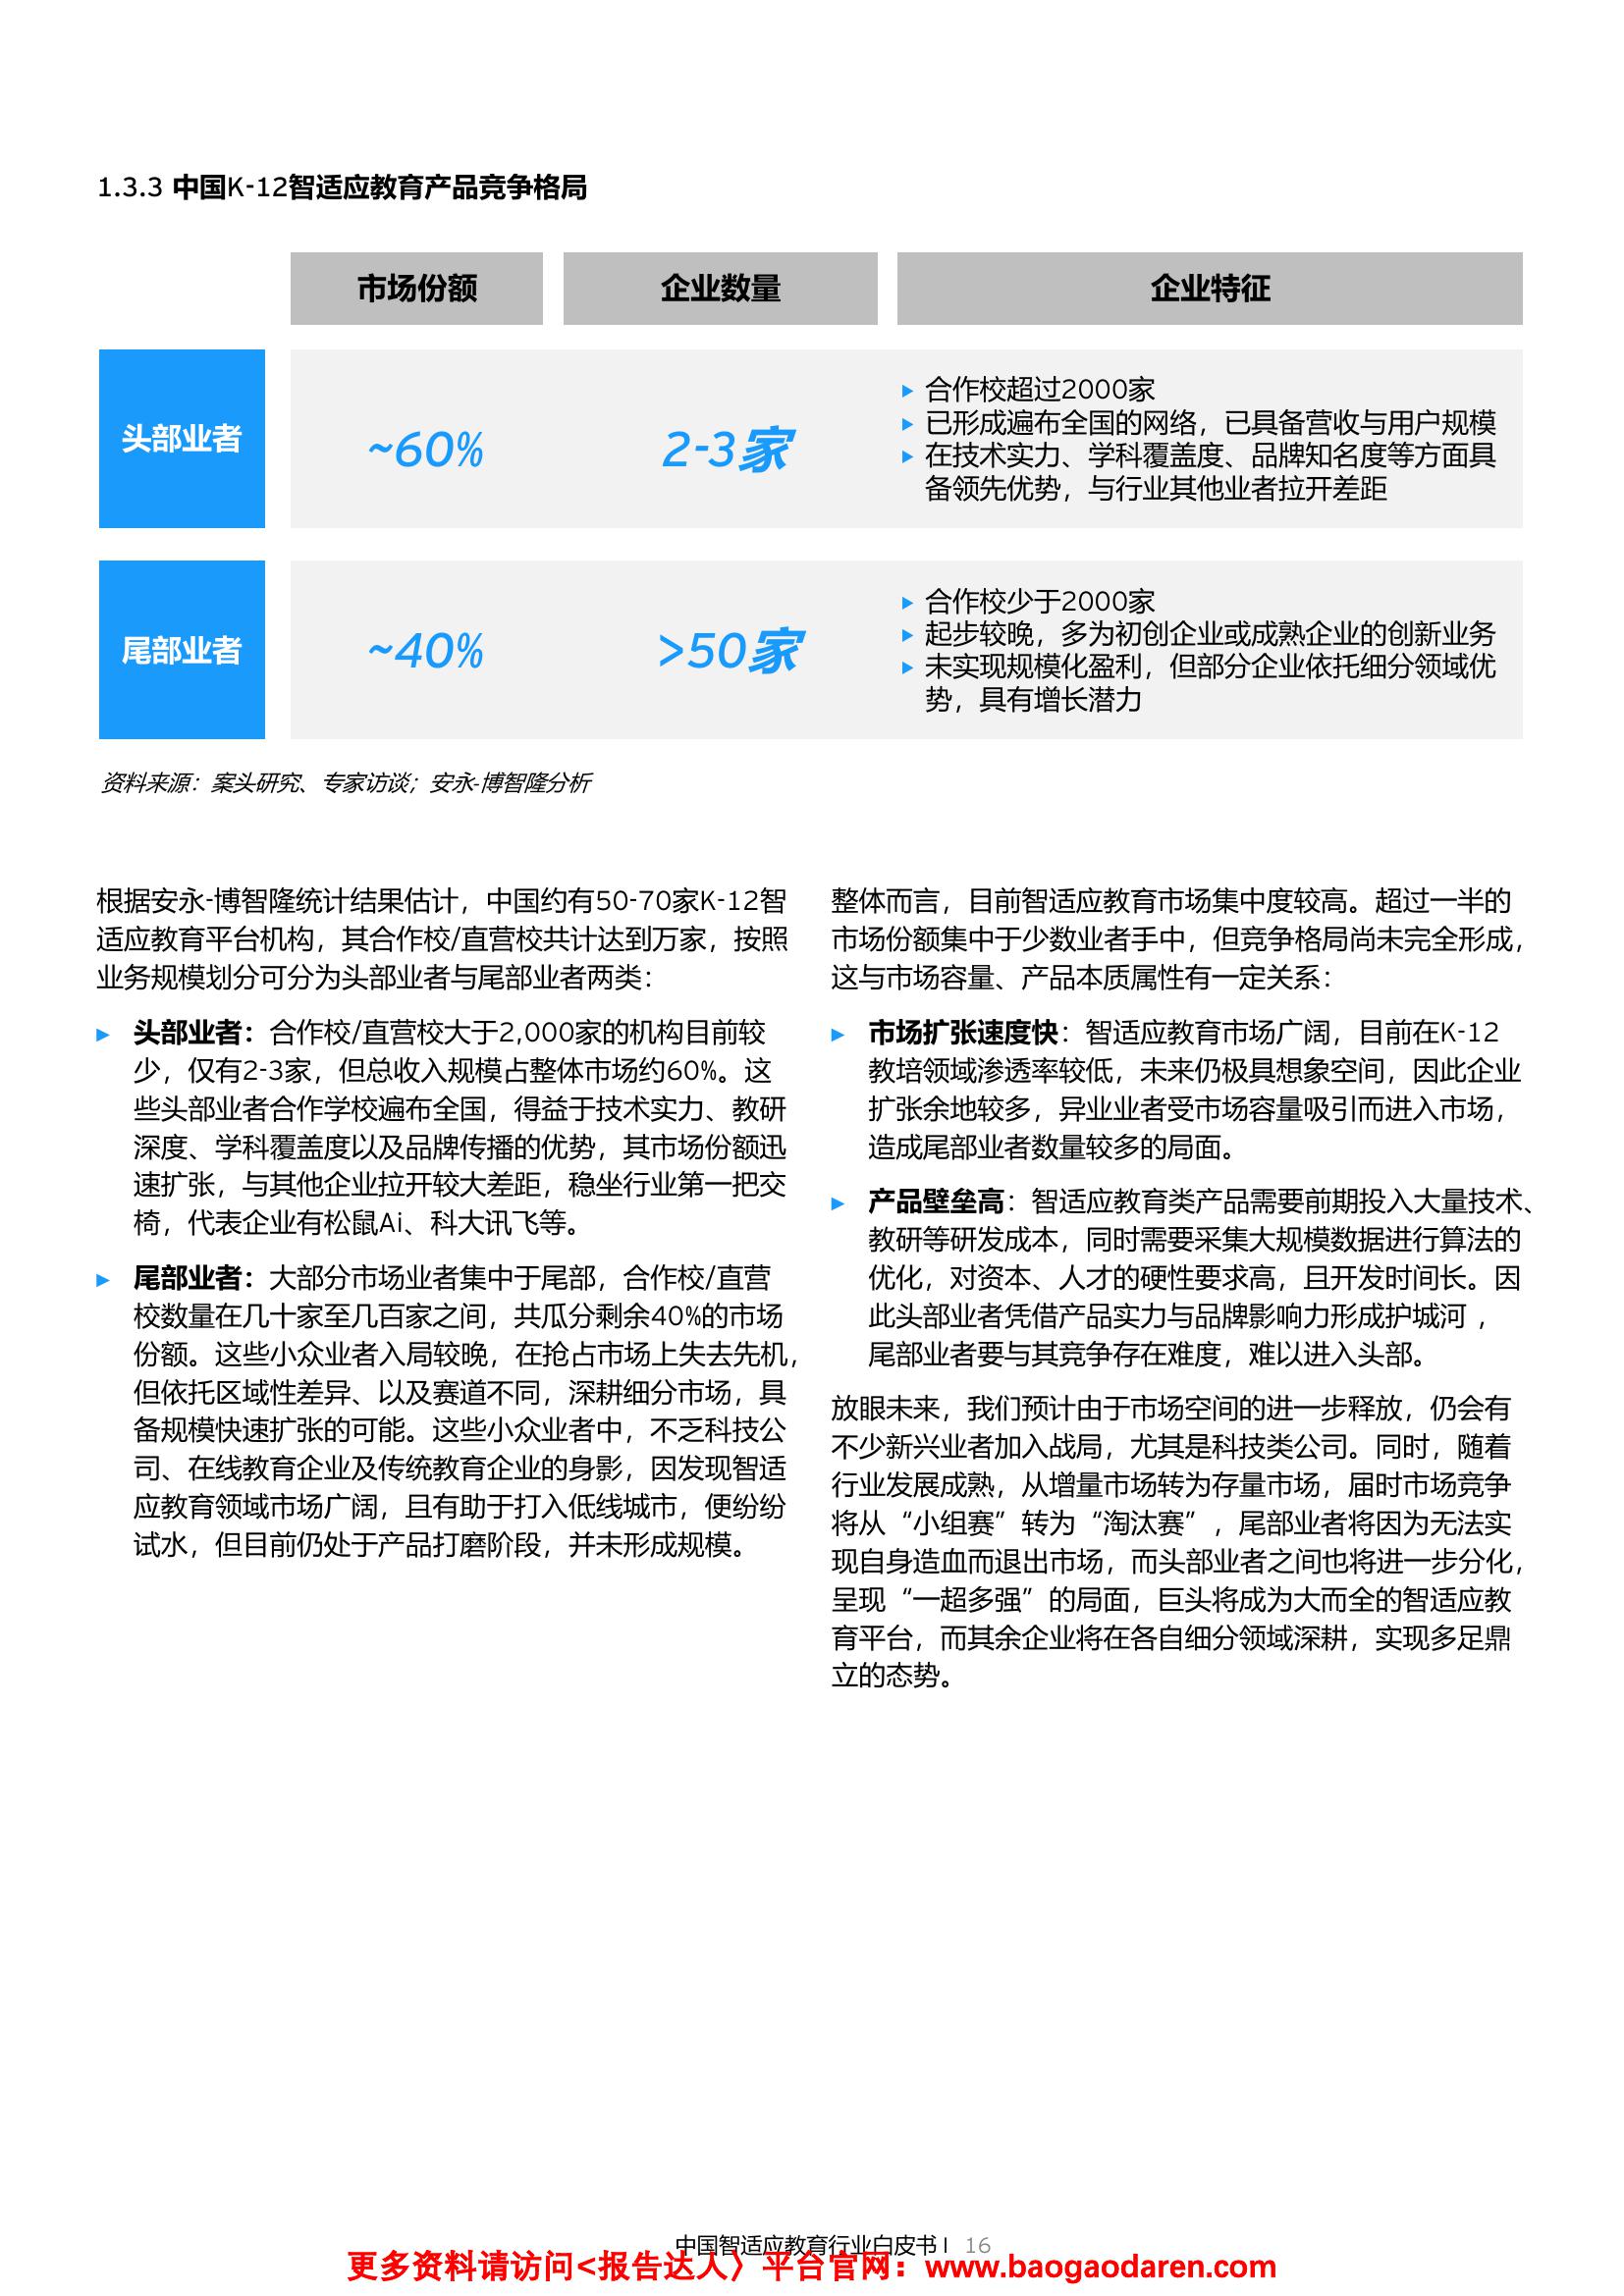 1.3.3 中国K-12智适应教育产品竞争格局
市场份额 企业数量 企业特征
头部业者
~60%
2-3家
合作校超过2000家
已形成遍布全国的网络，已具备营收与用户规模
在技术实力、学科覆盖度、品牌知名度等方面具
备领先优势，与行业其他业者拉开差距
尾部业者
~40%
>50家
合作校少于2000家
起步较晚，多为初创企业或成熟企业的创新业务
未实现规模化盈利，但部分企业依托细分领域优
势，具有增长潜力
资料来源：案头研究、专家访谈；安永-博智隆分析
根据安永-博智隆统计结果估计，中国约有50-70家K-12智
适应教育平台机构，其合作校/直营校共计达到万家，按照
业务规模划分可分为头部业者与尾部业者两类：
头部业者：合作校/直营校大于2,000家的机构目前较
少，仅有2-3家，但总收入规模占整体市场约60%。这
些头部业者合作学校遍布全国，得益于技术实力、教研
深度、学科覆盖度以及品牌传播的优势，其市场份额迅
速扩张，与其他企业拉开较大差距，稳坐行业第一把交
椅，代表企业有松鼠Ai、科大讯飞等。
尾部业者：大部分市场业者集中于尾部，合作校/直营
校数量在几十家至几百家之间，共瓜分剩余40%的市场
份额。这些小众业者入局较晚，在抢占市场上失去先机，
但依托区域性差异、以及赛道不同，深耕细分市场，具
备规模快速扩张的可能。这些小众业者中，不乏科技公
司、在线教育企业及传统教育企业的身影，因发现智适
应教育领域市场广阔，且有助于打入低线城市，便纷纷
试水，但目前仍处于产品打磨阶段，并未形成规模。
整体而言，目前智适应教育市场集中度较高。超过一半的
市场份额集中于少数业者手中，但竞争格局尚未完全形成，
这与市场容量、产品本质属性有一定关系：
市场扩张速度快：智适应教育市场广阔，目前在K-12
教培领域渗透率较低，未来仍极具想象空间，因此企业
扩张余地较多，异业业者受市场容量吸引而进入市场，
造成尾部业者数量较多的局面。
产品壁垒高：智适应教育类产品需要前期投入大量技术、
教研等研发成本，同时需要采集大规模数据进行算法的
优化，对资本、人才的硬性要求高，且开发时间长。因
此头部业者凭借产品实力与品牌影响力形成护城河 ，
尾部业者要与其竞争存在难度，难以进入头部。
放眼未来，我们预计由于市场空间的进一步释放，仍会有
不少新兴业者加入战局，尤其是科技类公司。同时，随着
行业发展成熟，从增量市场转为存量市场，届时市场竞争
将从“小组赛”转为“淘汰赛”，尾部业者将因为无法实
现自身造血而退出市场，而头部业者之间也将进一步分化，
呈现“一超多强”的局面，巨头将成为大而全的智适应教
育平台，而其余企业将在各自细分领域深耕，实现多足鼎
立的态势。
中国智适应教育行业白皮书 I 16
更多资料请访问<报告达人〉平台官网：www.baogaodaren.com